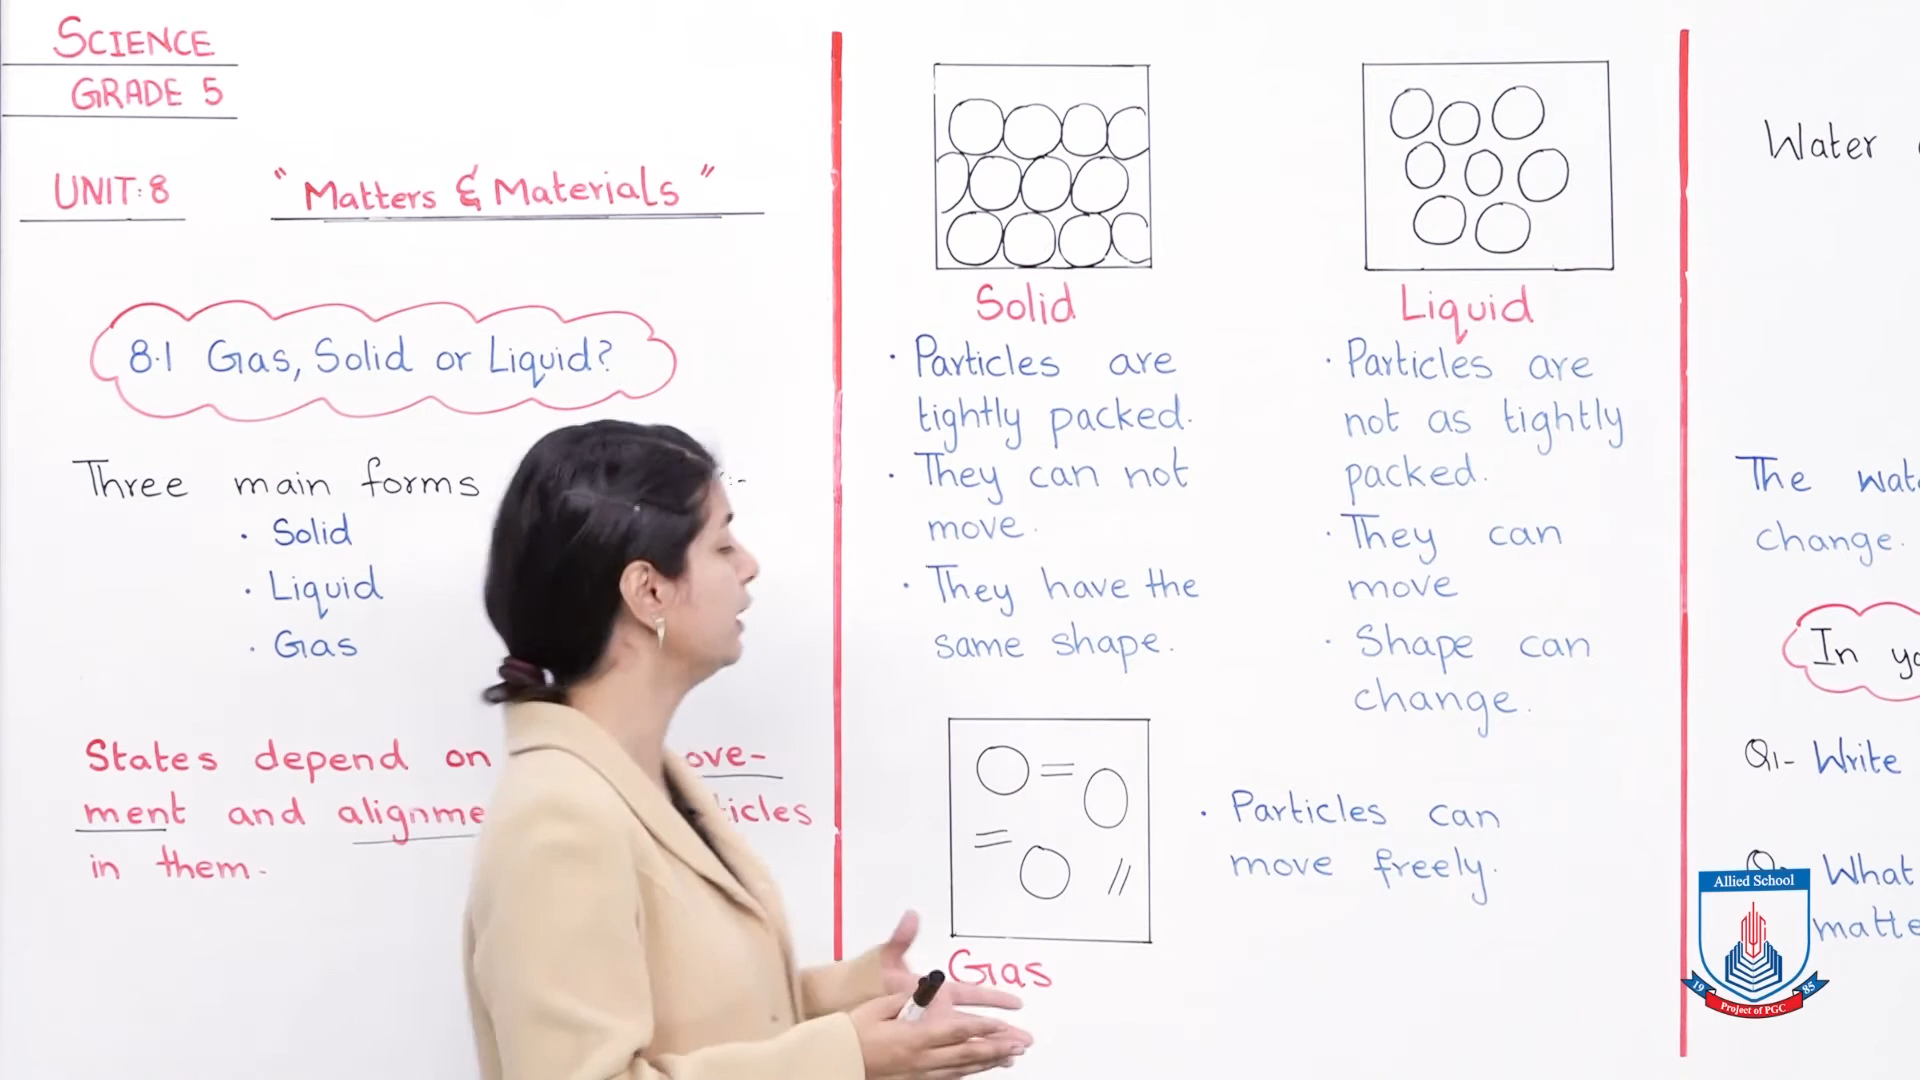 SCIENCE
GRADE 5
UNIT: 8
" Matters & Materials "
8.1 Gas, Solid or Liquid?
Three main forms
· Solid
· Liquid
· Gas
States depend on
ment and
in them.
Solid
· Particles are
tightly packed.
· They can not
move.
· They have the
same shape.
Liquid
· Particles are
not as tightly
packed.
· They can
move
· Shape can
change.
Gas
· Particles can
move freely.
Water
The
change.
In
Q1- Write
What
Allied School
19 85
Project of PGC